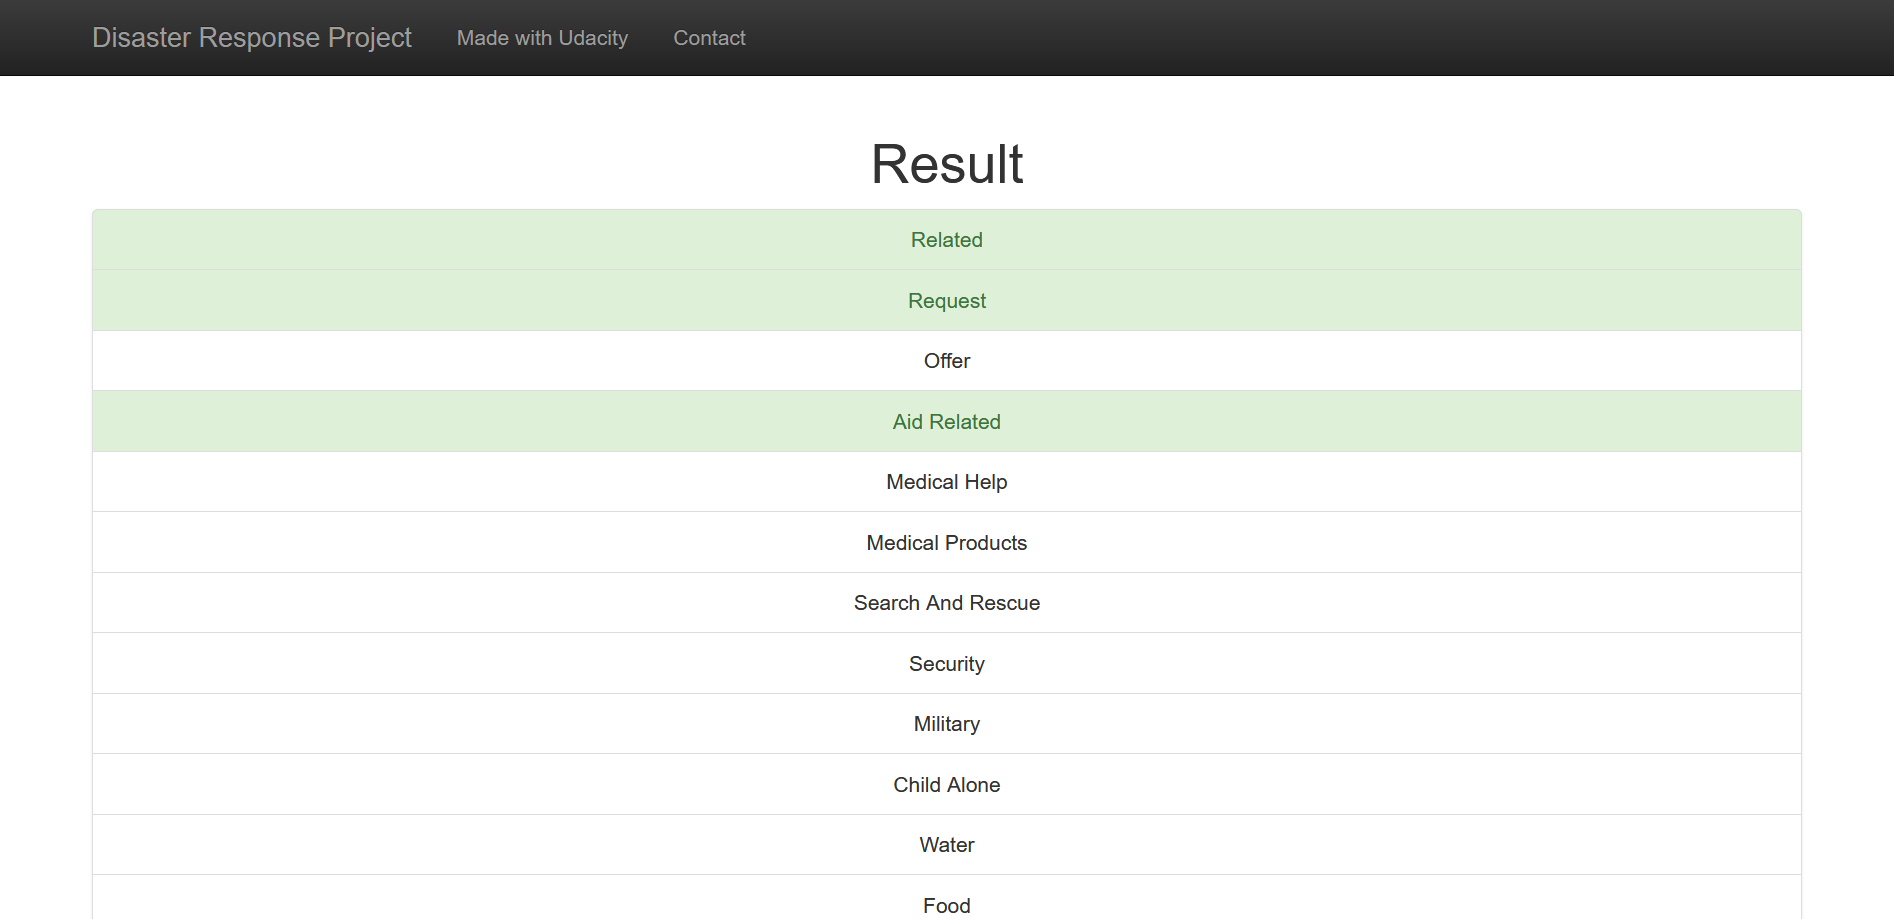 Disaster Response Project Made with Udacity Contact
Result
Related
Request
Offer
Aid Related
Medical Help
Medical Products
Search And Rescue
Security
Military
Child Alone
Water
Food